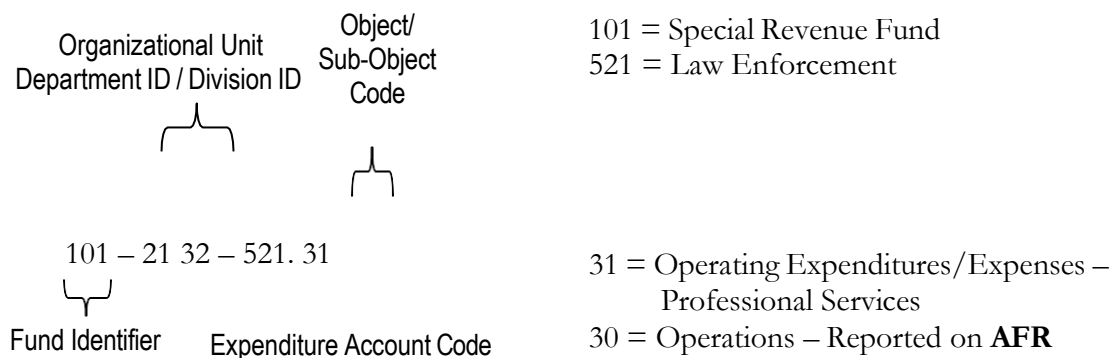 Organizational Unit
Department ID / Division ID
Object/
Sub-Object
Code
101 = Special Revenue Fund
521 = Law Enforcement
101 – 21 32 – 521. 31
Fund Identifier
Expenditure Account Code
31 = Operating Expenditures/Expenses –
Professional Services
30 = Operations – Reported on AFR